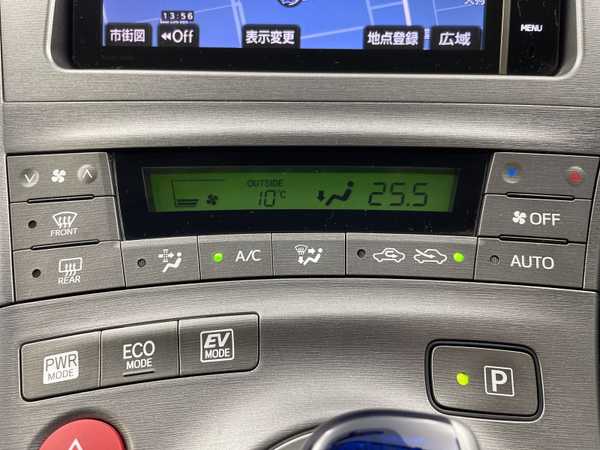 13:56
MENU
市街図 ◀◀Off 表示変更 地点登録 広域
OUTSIDE
10℃ 25.5
OFF
FRONT
A/C AUTO
REAR
PWR MODE
ECO MODE
EV MODE
P